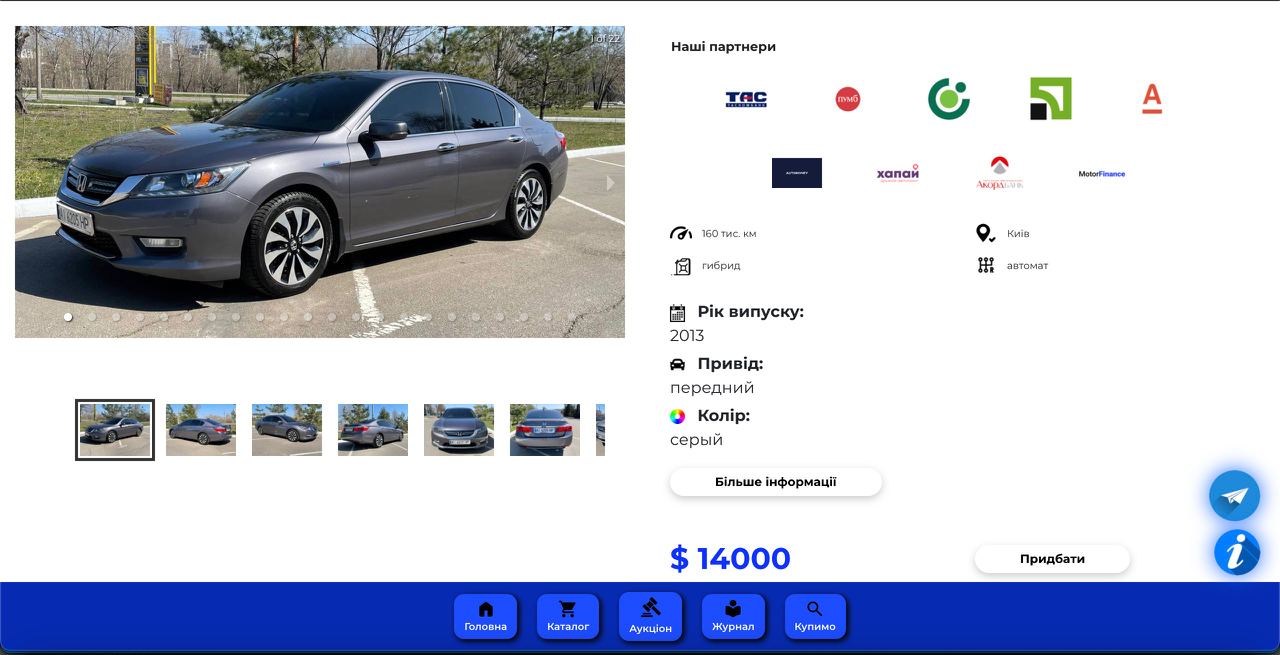 1 of 22
Наші партнери
ТАС
ТАСКОМБАНК
ПУМБ
А
AUTOMONEY
хапай
АкордБАНК
MotorFinance
160 тис. км
Київ
гибрид
автомат
Рік випуску:
2013
Привід:
передний
Колір:
серый
Більше інформації
$ 14000
Придбати
Головна
Каталог
Аукціон
Журнал
Купимо